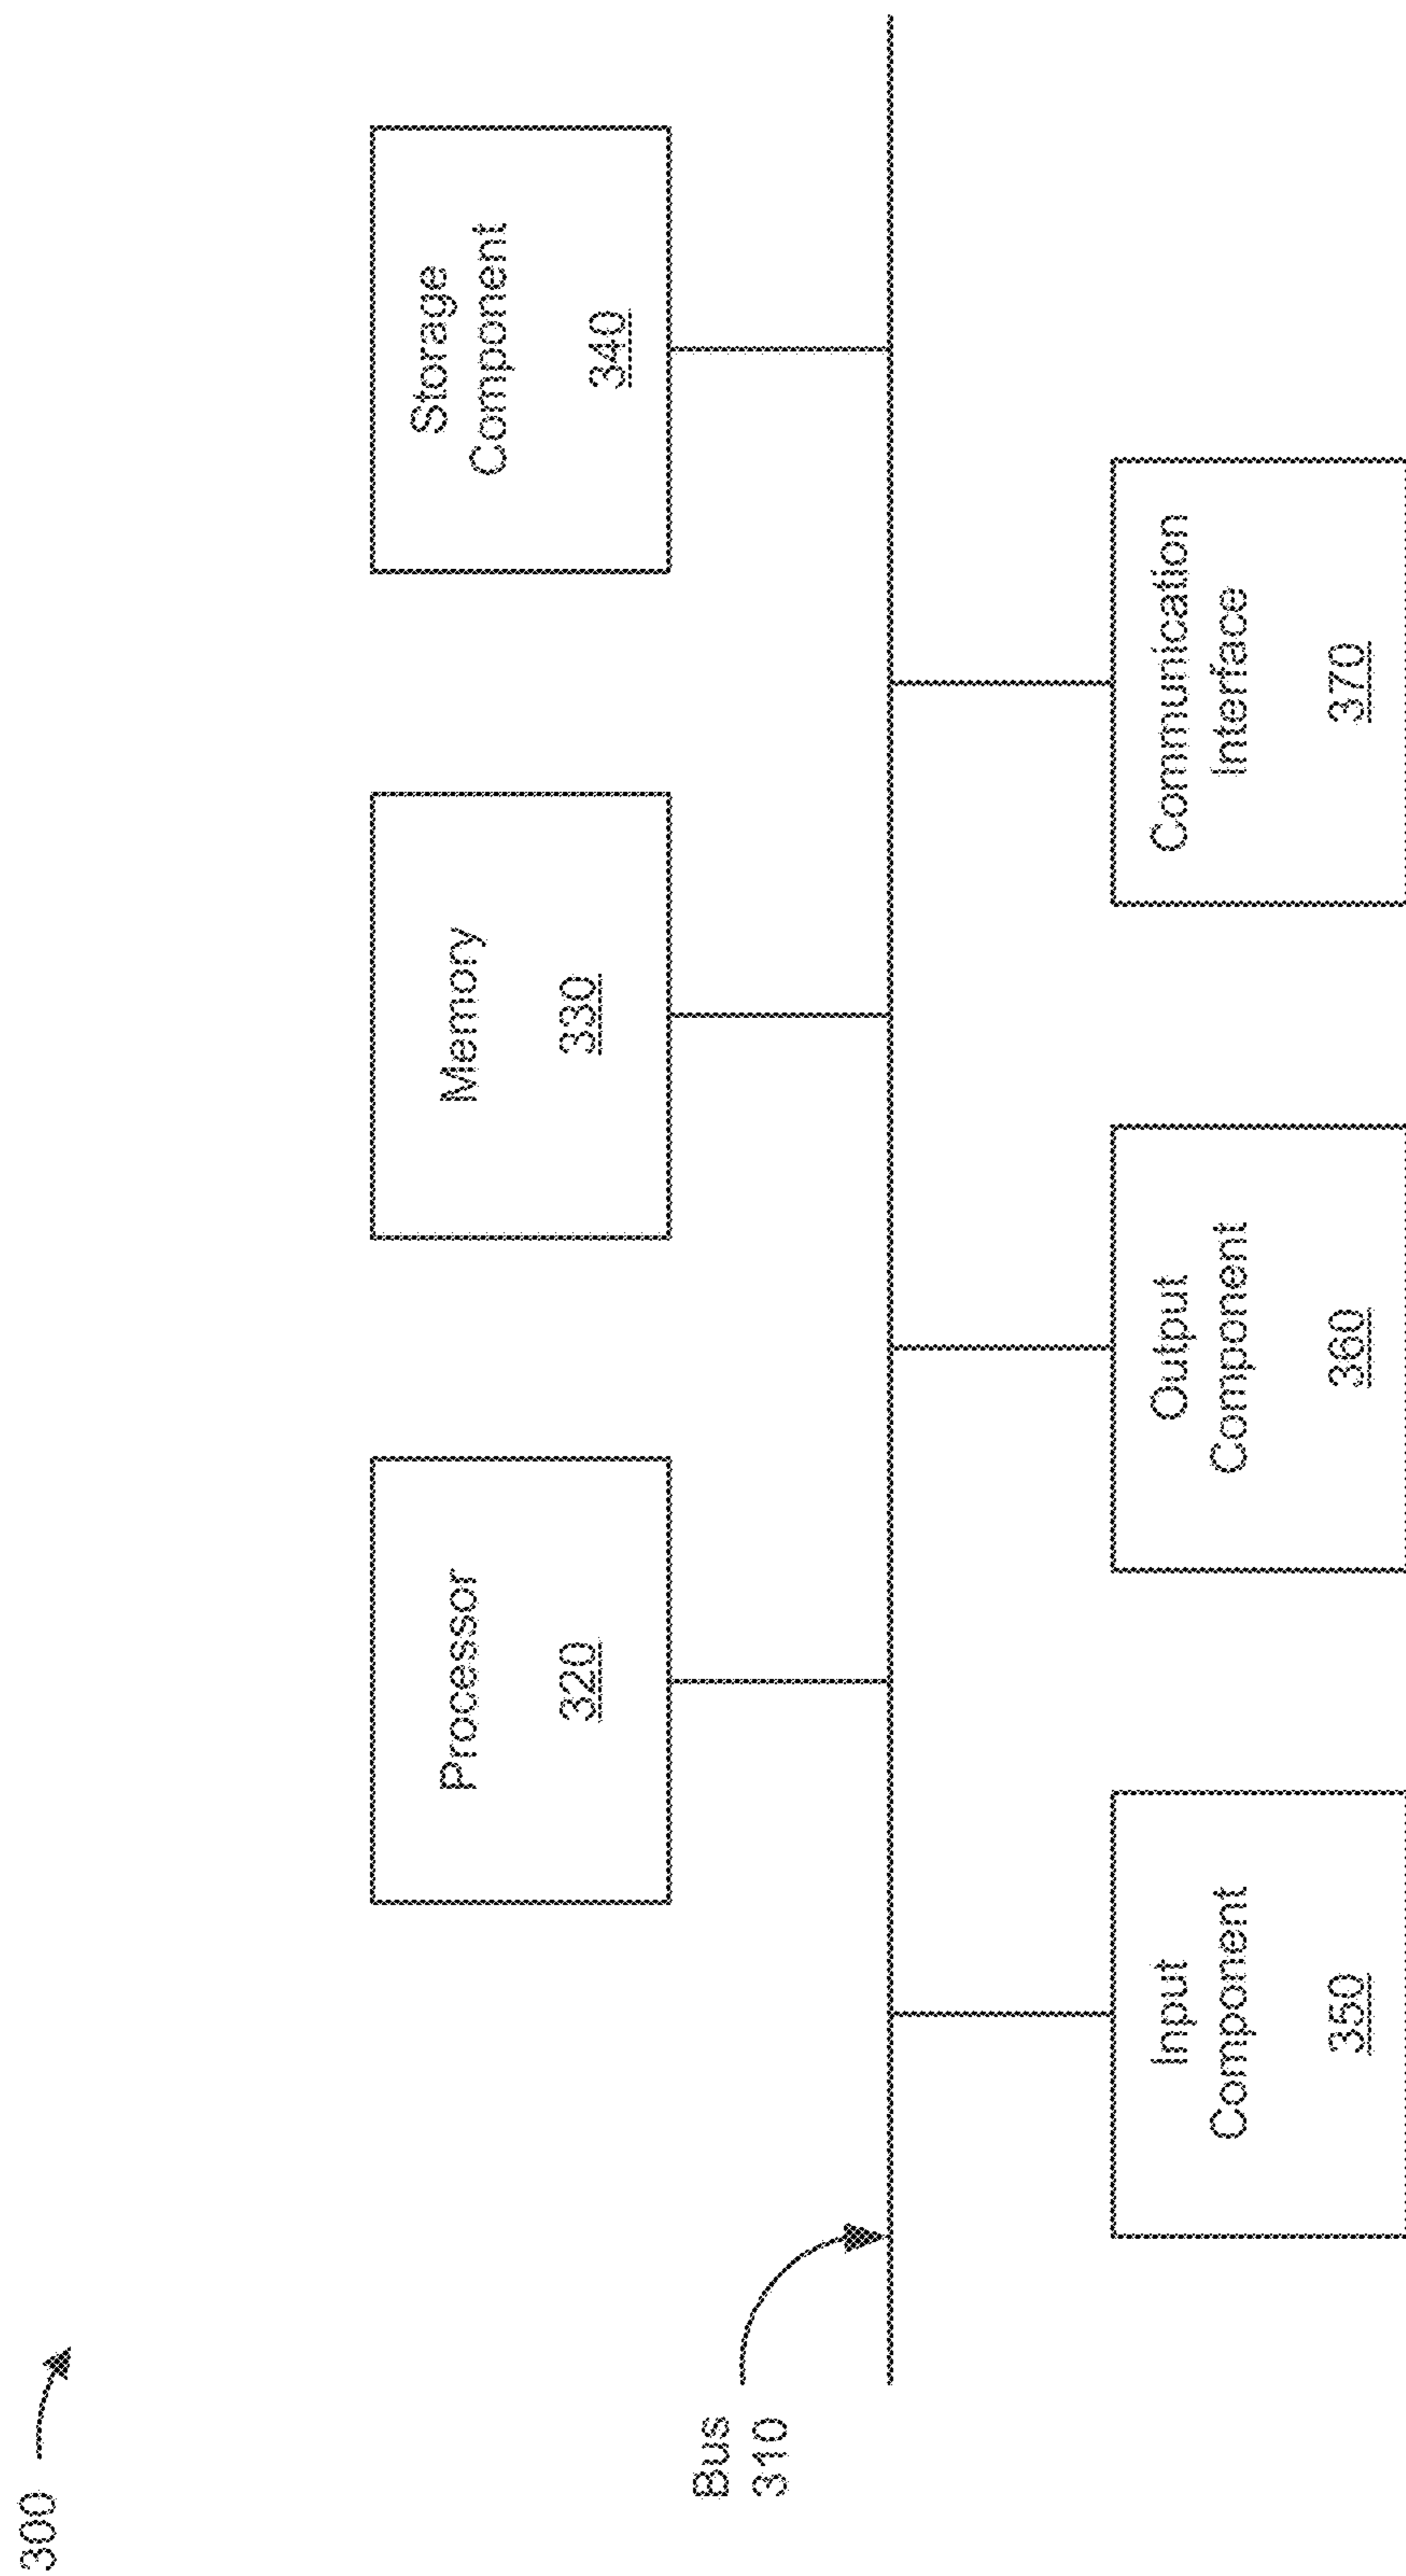 300
Bus
310
Processor
320
Memory
330
Storage
Component
340
Input
Component
350
Output
Component
360
Communication
Interface
370